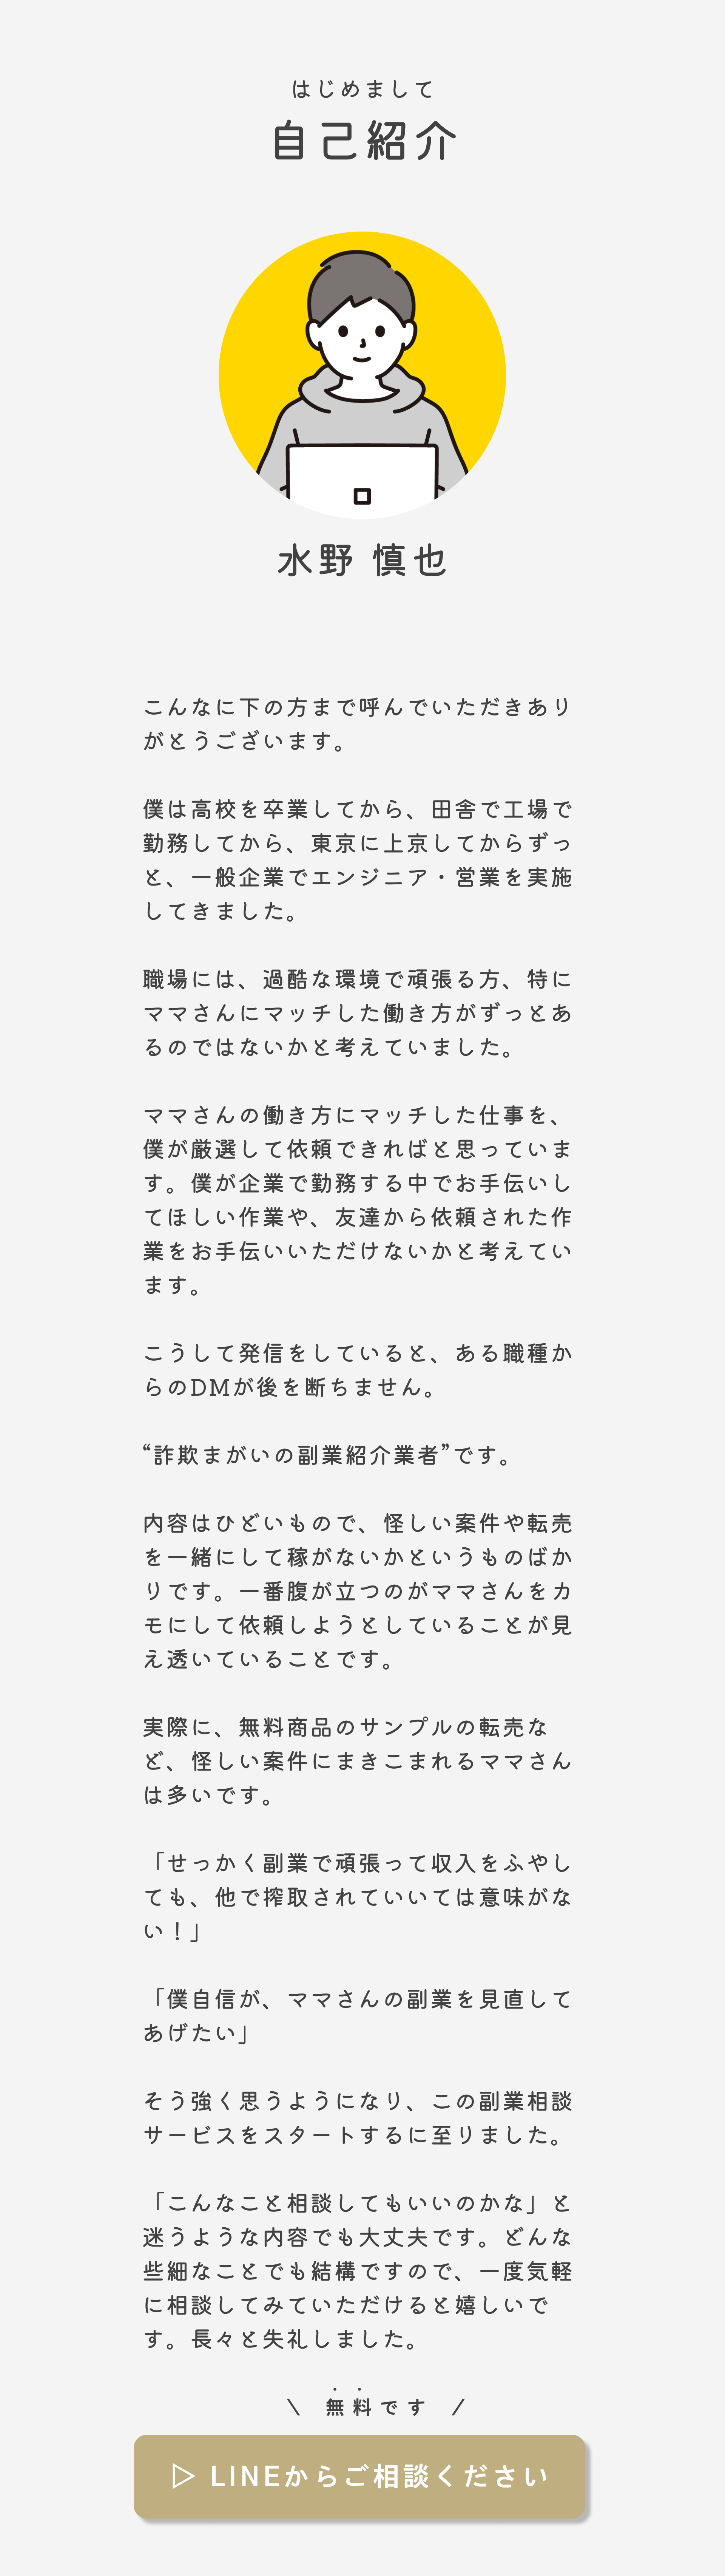 はじめまして
自己紹介
水野 慎也
こんなに下の方まで呼んでいただきあり
がとうございます。
僕は高校を卒業してから、田舎で工場で
勤務してから、東京に上京してからずっ
と、一般企業でエンジニア・営業を実施
してきました。
職場には、過酷な環境で頑張る方、特に
ママさんにマッチした働き方がずっとあ
るのではないかと考えていました。
ママさんの働き方にマッチした仕事を、
僕が厳選して依頼できればと思っていま
す。僕が企業で勤務する中でお手伝いし
てほしい作業や、友達から依頼された作
業をお手伝いいただけないかと考えてい
ます。
こうして発信をしていると、ある職種か
らのDMが後を断ちません。
“詐欺まがいの副業紹介業者”です。
内容はひどいもので、怪しい案件や転売
を一緒にして稼がないかというものばか
りです。一番腹が立つのがママさんをカ
モにして依頼しようとしていることが見
え透いていることです。
実際に、無料商品のサンプルの転売な
ど、怪しい案件にまきこまれるママさん
は多いです。
「せっかく副業で頑張って収入をふやし
ても、他で搾取されていいては意味がな
い！」
「僕自信が、ママさんの副業を見直して
あげたい」
そう強く思うようになり、この副業相談
サービスをスタートするに至りました。
「こんなこと相談してもいいのかな」と
迷うような内容でも大丈夫です。どんな
些細なことでも結構ですので、一度気軽
に相談してみていただけると嬉しいで
す。長々と失礼しました。
\ 無料です /
▷ LINEからご相談ください